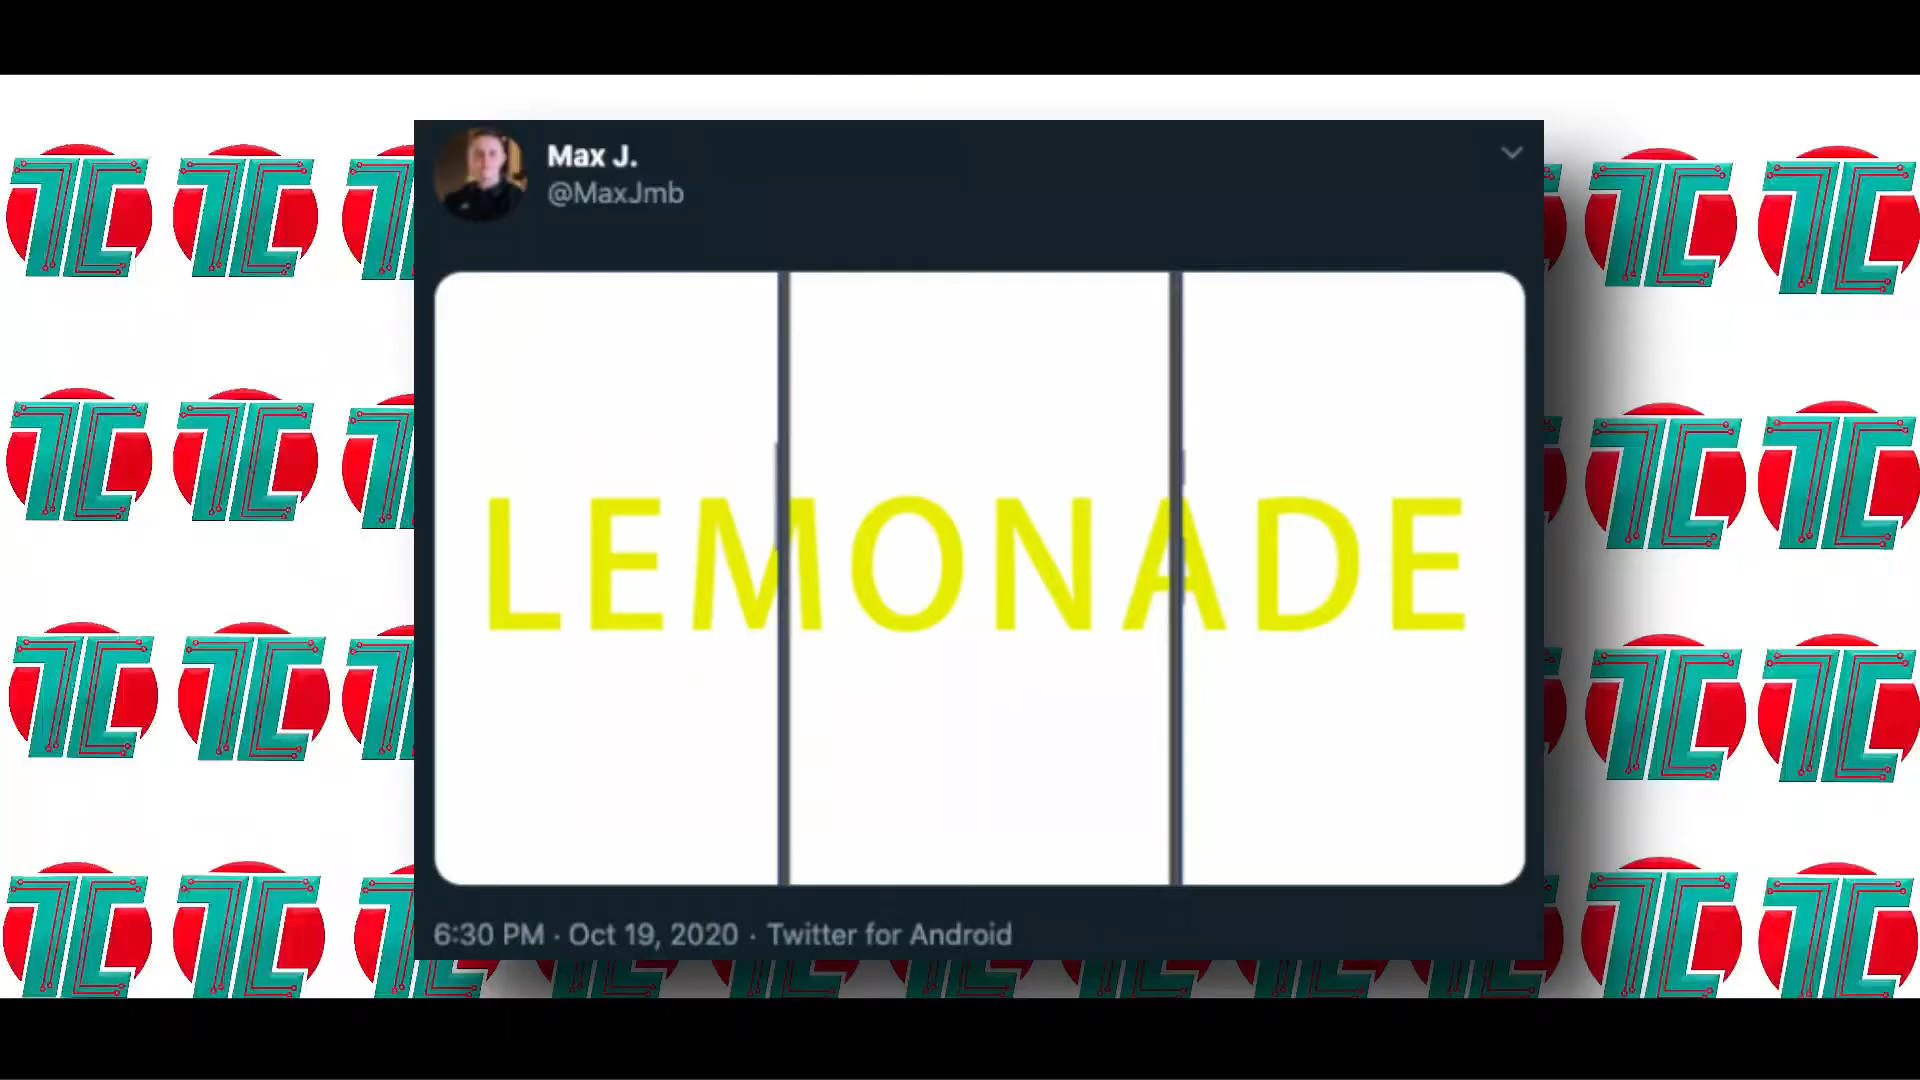 Max J.
@MaxJmb
LEMONADE
6:30 PM · Oct 19, 2020 · Twitter for Android